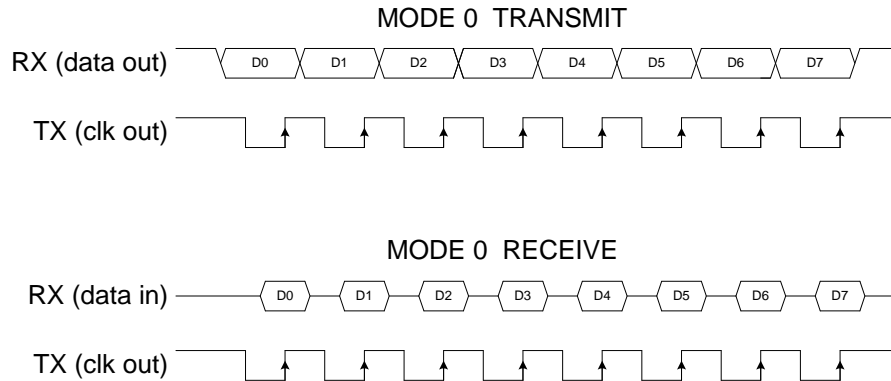 MODE 0 TRANSMIT
RX (data out) D0 D1 D2 D3 D4 D5 D6 D7
TX (clk out)
MODE 0 RECEIVE
RX (data in) D0 D1 D2 D3 D4 D5 D6 D7
TX (clk out)